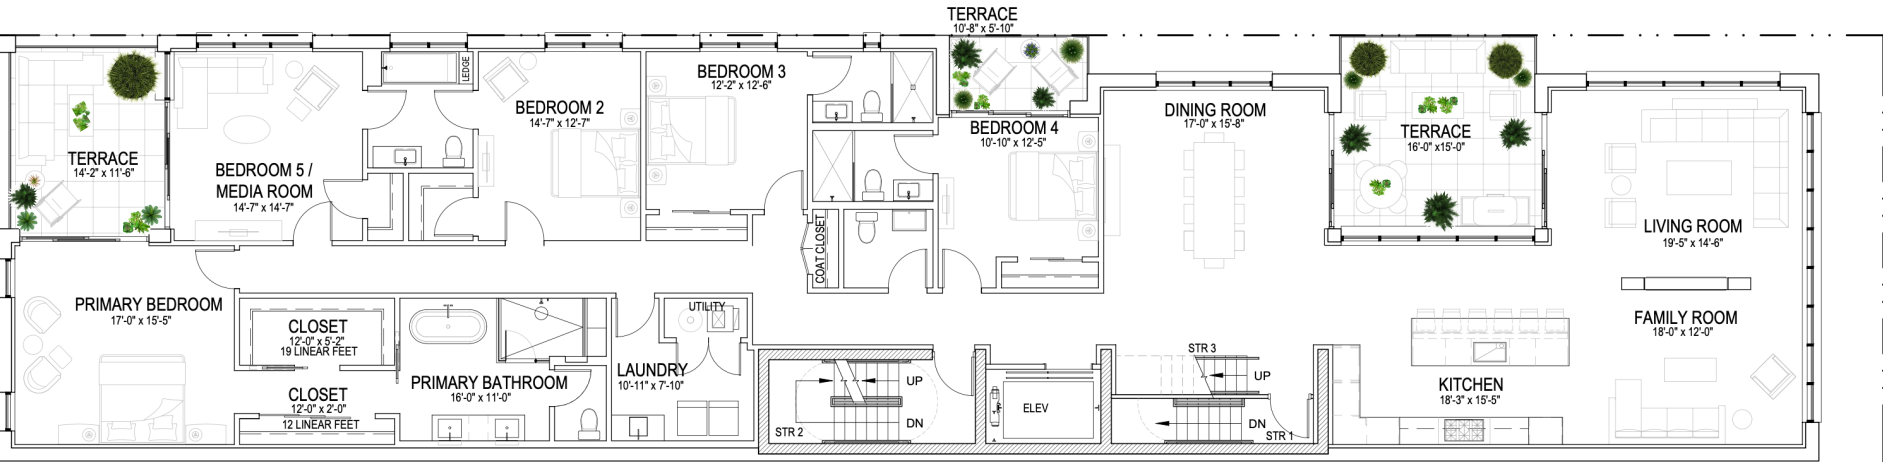 TERRACE
10'-8" x 5'-10"
LEDGE
BEDROOM 3
12'-2" x 12'-6"
BEDROOM 2
14'-7" x 12'-7"
DINING ROOM
17'-0" x 15'-8"
BEDROOM 4
10'-10" x 12'-5"
TERRACE
16'-0" x15'-0"
TERRACE
14'-2" x 11'-6"
BEDROOM 5 /
MEDIA ROOM
14'-7" x 14'-7"
COAT CLOSET
LIVING ROOM
19'-5" x 14'-6"
PRIMARY BEDROOM
17'-0" x 15'-5"
CLOSET
12'-0" x 5'-2"
19 LINEAR FEET
UTILITY
FAMILY ROOM
18'-0" x 12'-0"
STR 3
UP
UP
LAUNDRY
10'-11" x 7'-10"
PRIMARY BATHROOM
16'-0" x 11'-0"
CLOSET
12'-0" x 2'-0"
12 LINEAR FEET
KITCHEN
18'-3" x 15'-5"
ELEV
DN
STR 2
DN
STR 1